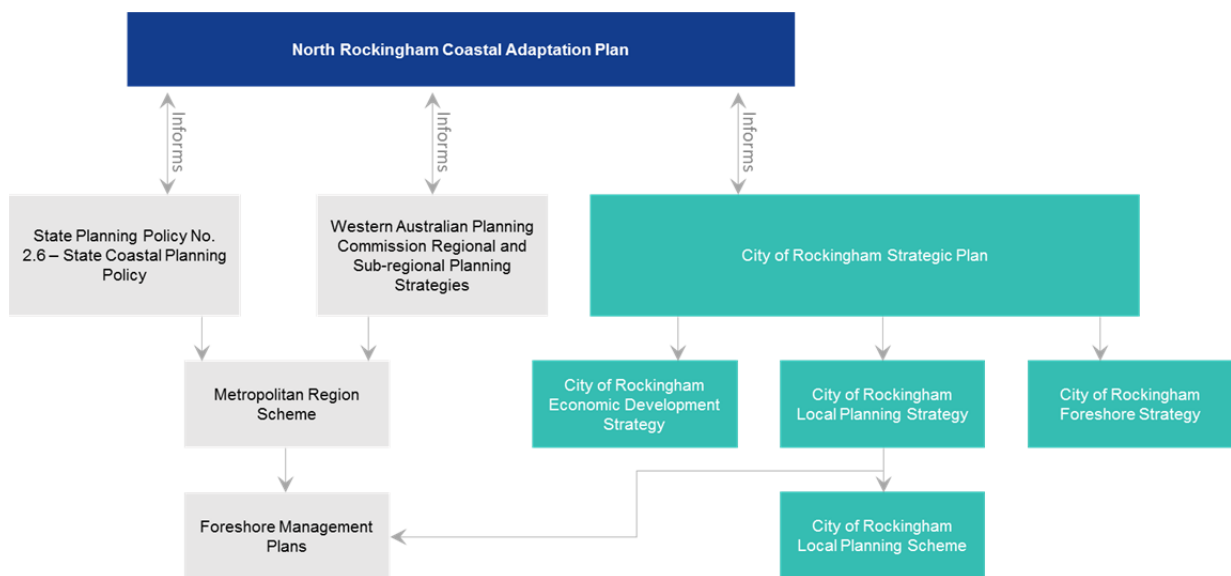 North Rockingham Coastal Adaptation Plan
Informs
Informs
Informs
State Planning Policy No.
2.6 – State Coastal Planning
Policy
Western Australian Planning
Commission Regional and
Sub-regional Planning
Strategies
City of Rockingham Strategic Plan
Metropolitan Region
Scheme
City of Rockingham
Economic Development
Strategy
City of Rockingham
Local Planning Strategy
City of Rockingham
Foreshore Strategy
Foreshore Management
Plans
City of Rockingham
Local Planning Scheme